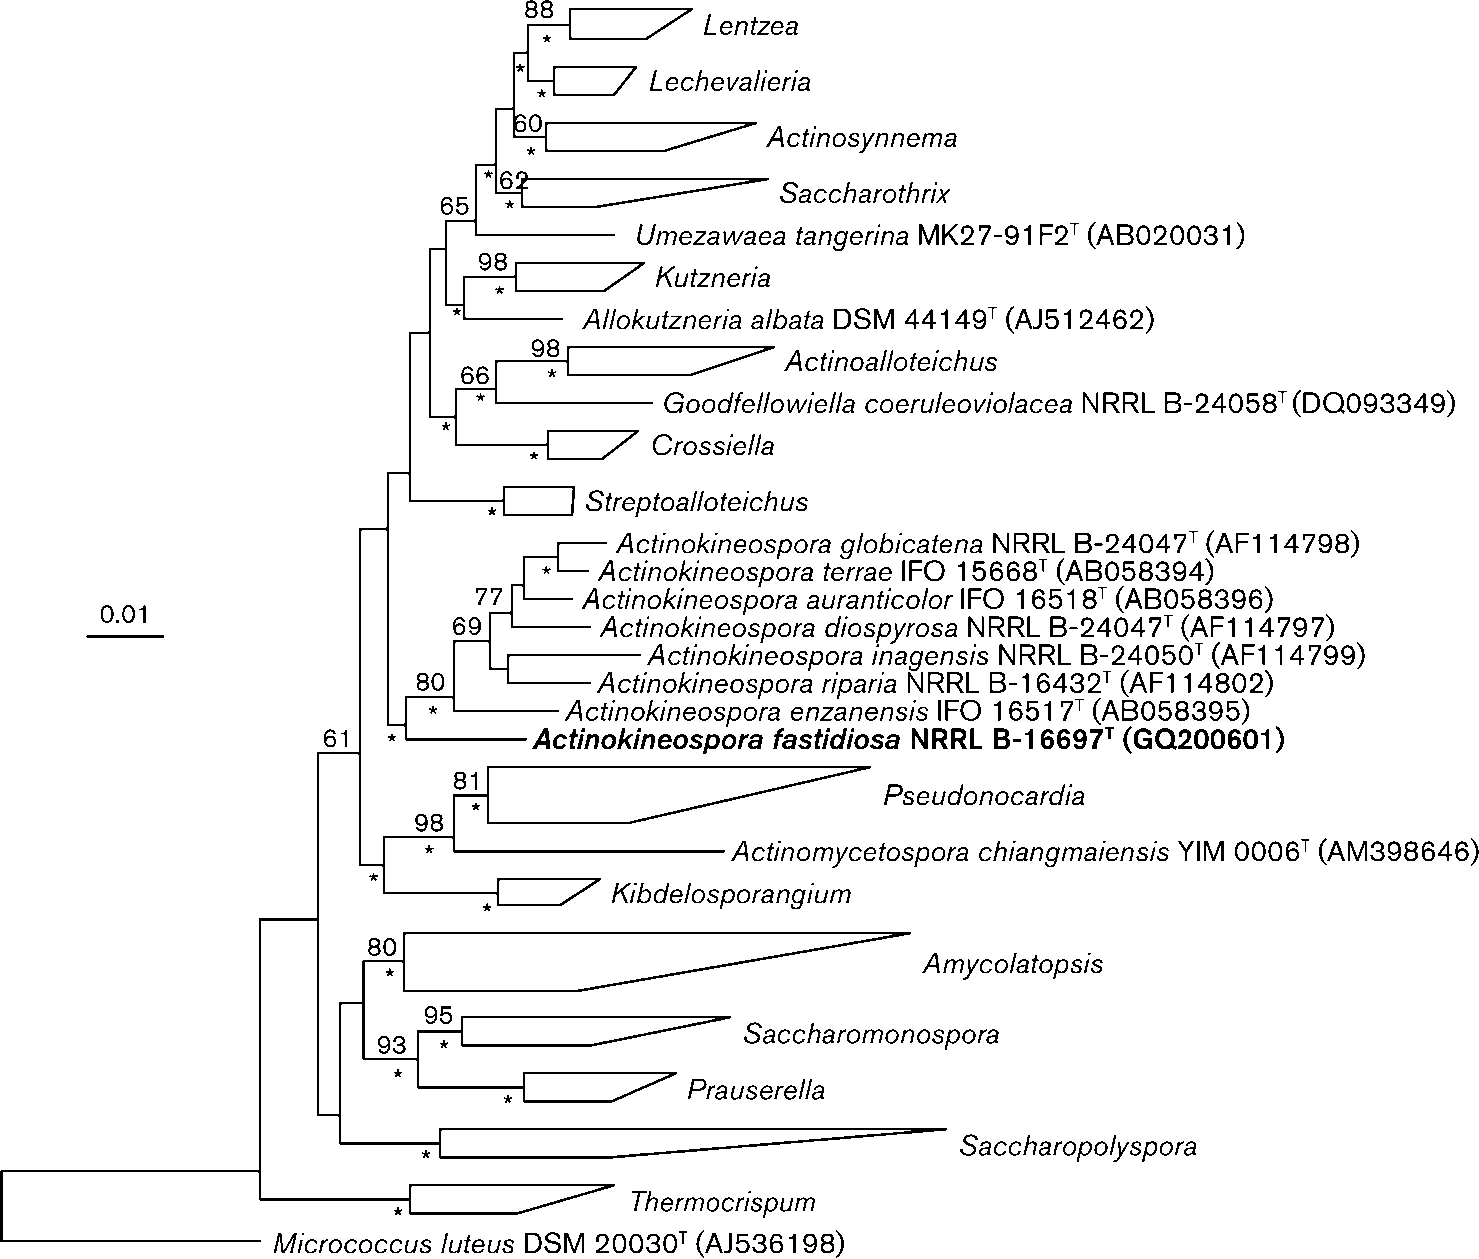 88
*
Lentzea
*
*
Lechevalieria
60
*
Actinosynnema
*
62
*
Saccharothrix
65
Umezawaea tangerina MK27-91F2ᵀ (AB020031)
98
*
Kutzneria
*
Allokutzneria albata DSM 44149ᵀ (AJ512462)
98
*
Actinoalloteichus
66
*
Goodfellowiella coeruleoviolacea NRRL B-24058ᵀ (DQ093349)
*
*
Crossiella
*
Streptoalloteichus
Actinokineospora globicatena NRRL B-24047ᵀ (AF114798)
*
Actinokineospora terrae IFO 15668ᵀ (AB058394)
77
Actinokineospora auranticolor IFO 16518ᵀ (AB058396)
0.01
69
Actinokineospora diospyrosa NRRL B-24047ᵀ (AF114797)
Actinokineospora inagensis NRRL B-24050ᵀ (AF114799)
80
*
Actinokineospora riparia NRRL B-16432ᵀ (AF114802)
Actinokineospora enzanensis IFO 16517ᵀ (AB058395)
61
*
Actinokineospora fastidiosa NRRL B-16697ᵀ (GQ200601)
81
*
Pseudonocardia
98
*
Actinomycetospora chiangmaiensis YIM 0006ᵀ (AM398646)
*
*
Kibdelosporangium
80
*
Amycolatopsis
95
*
Saccharomonospora
93
*
*
Prauserella
*
Saccharopolyspora
*
Thermocrispum
Micrococcus luteus DSM 20030ᵀ (AJ536198)